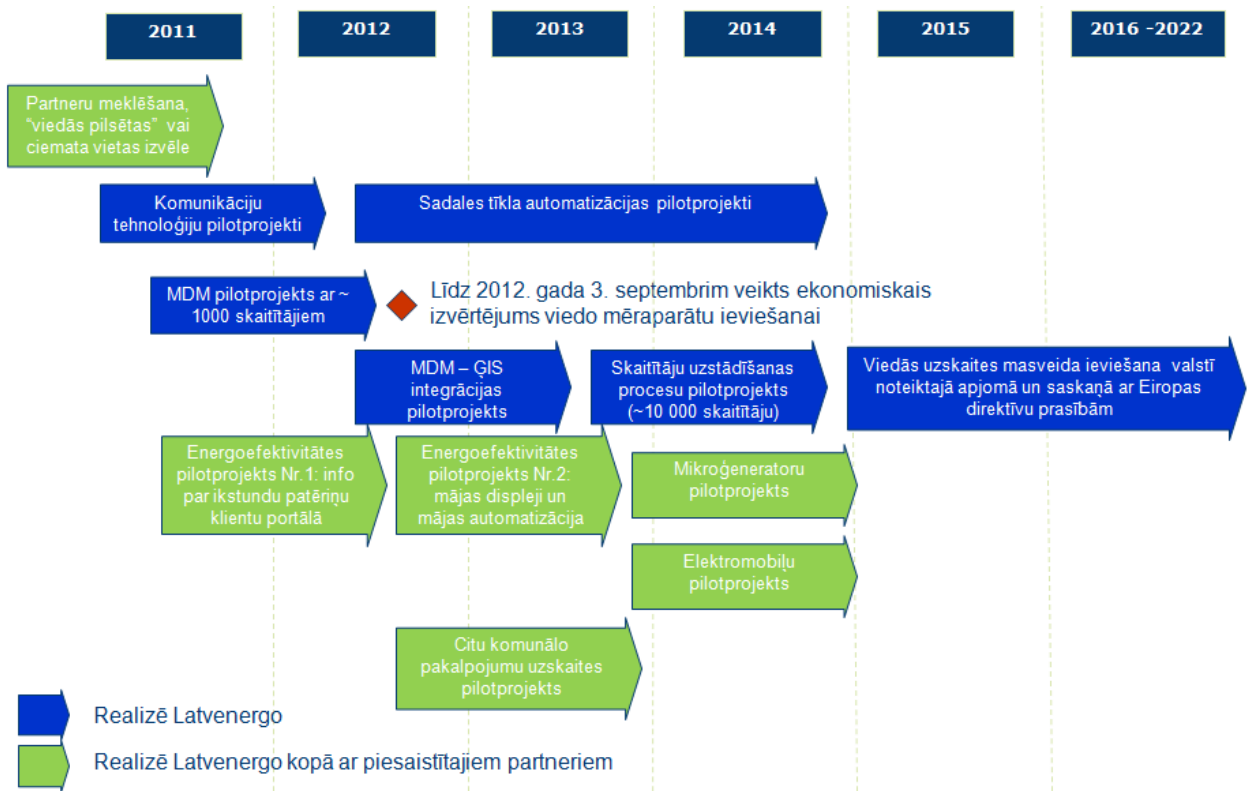 2011
2012
2013
2014
2015
2016 -2022
Partneru meklēšana,
“viedās pilsētas” vai
ciemata vietas izvēle
Komunikāciju
tehnoloģiju pilotprojekti
Sadales tīkla automatizācijas pilotprojekti
MDM pilotprojekts ar ~
1000 skaitītājiem
Līdz 2012. gada 3. septembrim veikts ekonomiskais
izvērtējums viedo mēraparātu ieviešanai
MDM – ĢIS
integrācijas
pilotprojekts
Skaitītāju uzstādīšanas
procesu pilotprojekts
(~10 000 skaitītāju)
Viedās uzskaites masveida ieviešana valstī
noteiktajā apjomā un saskaņā ar Eiropas
direktīvu prasībām
Energoefektivitātes
pilotprojekts Nr.1: info
par ikstundu patēriņu
klientu portālā
Energoefektivitātes
pilotprojekts Nr.2:
mājas displeji un
mājas automatizācija
Mikroģeneratoru
pilotprojekts
Elektromobiļu
pilotprojekts
Citu komunālo
pakalpojumu uzskaites
pilotprojekts
Realizē Latvenergo
Realizē Latvenergo kopā ar piesaistītajiem partneriem